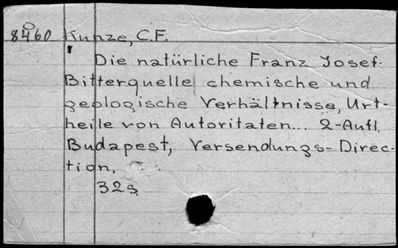 8460 Kunze, C.F.
Die natürliche Franz Josef-
Bitterquelle chemische und
geologische Verhältnisse, Urt-
heile von Autoritaten... 2-Aufl.
Budapest, Versendungs-Direc-
tion.
32s